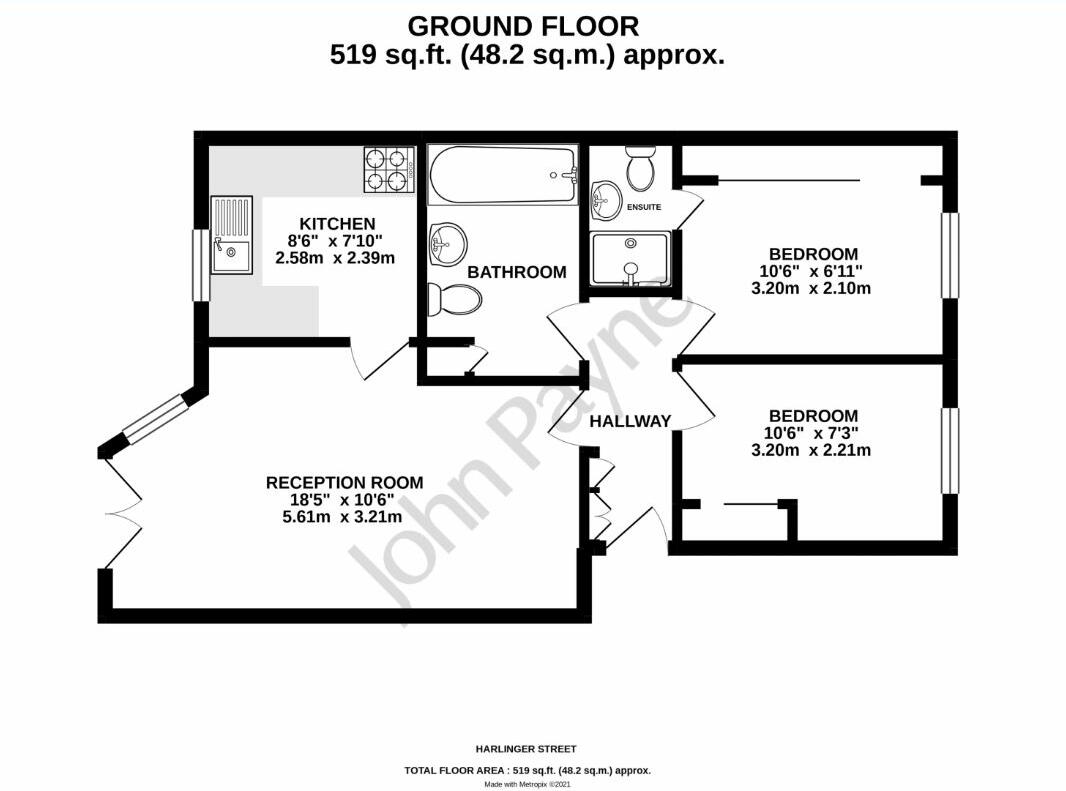 GROUND FLOOR
519 sq.ft. (48.2 sq.m.) approx.
KITCHEN
8'6" x 7'10"
2.58m x 2.39m
BATHROOM
ENSUITE
BEDROOM
10'6" x 6'11"
3.20m x 2.10m
HALLWAY
BEDROOM
10'6" x 7'3"
3.20m x 2.21m
RECEPTION ROOM
18'5" x 10'6"
5.61m x 3.21m
John Payne
HARLINGER STREET
TOTAL FLOOR AREA : 519 sq.ft. (48.2 sq.m.) approx.
Made with Metropix ©2021